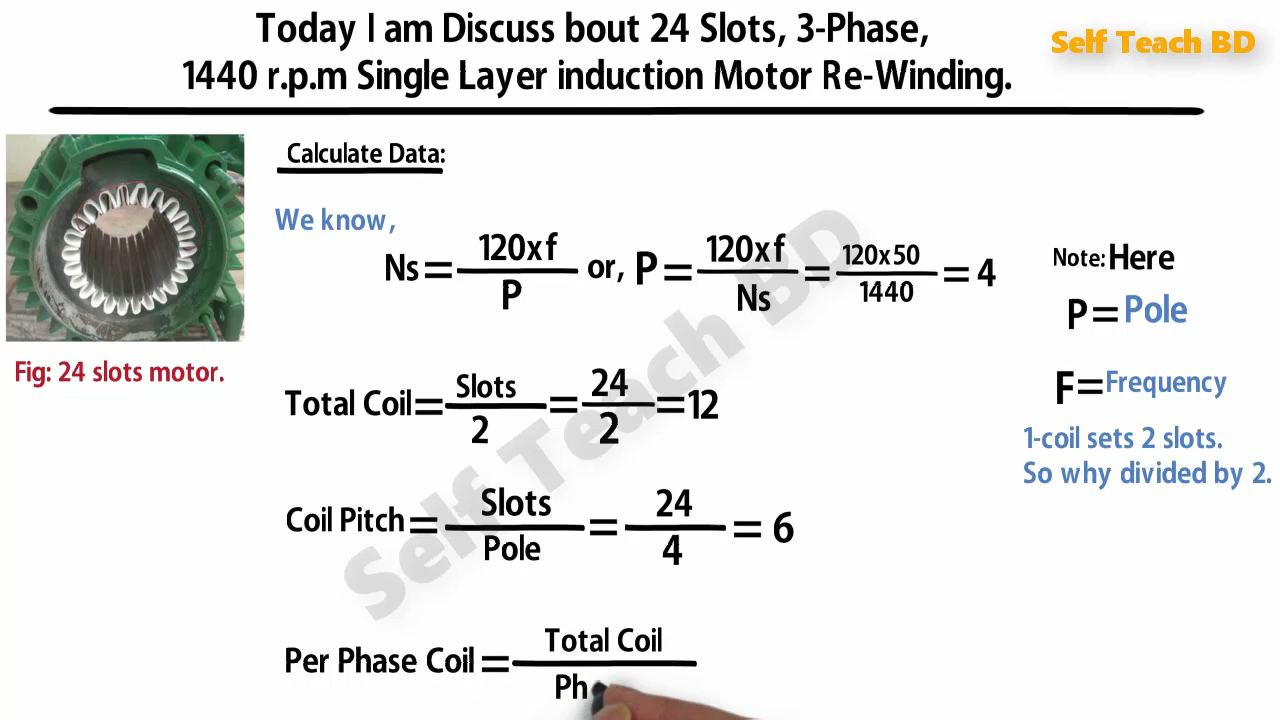 Today I am Discuss bout 24 Slots, 3-Phase,
1440 r.p.m Single Layer induction Motor Re-Winding.
Self Teach BD
Calculate Data:
We know,
Ns = 120xf / P or, P = 120xf / Ns = 120x50 / 1440 = 4
Note: Here
P = Pole
F = Frequency
1-coil sets 2 slots.
So why divided by 2.
Fig: 24 slots motor.
Total Coil = Slots / 2 = 24 / 2 = 12
Coil Pitch = Slots / Pole = 24 / 4 = 6
Per Phase Coil = Total Coil / Ph
Self Teach BD